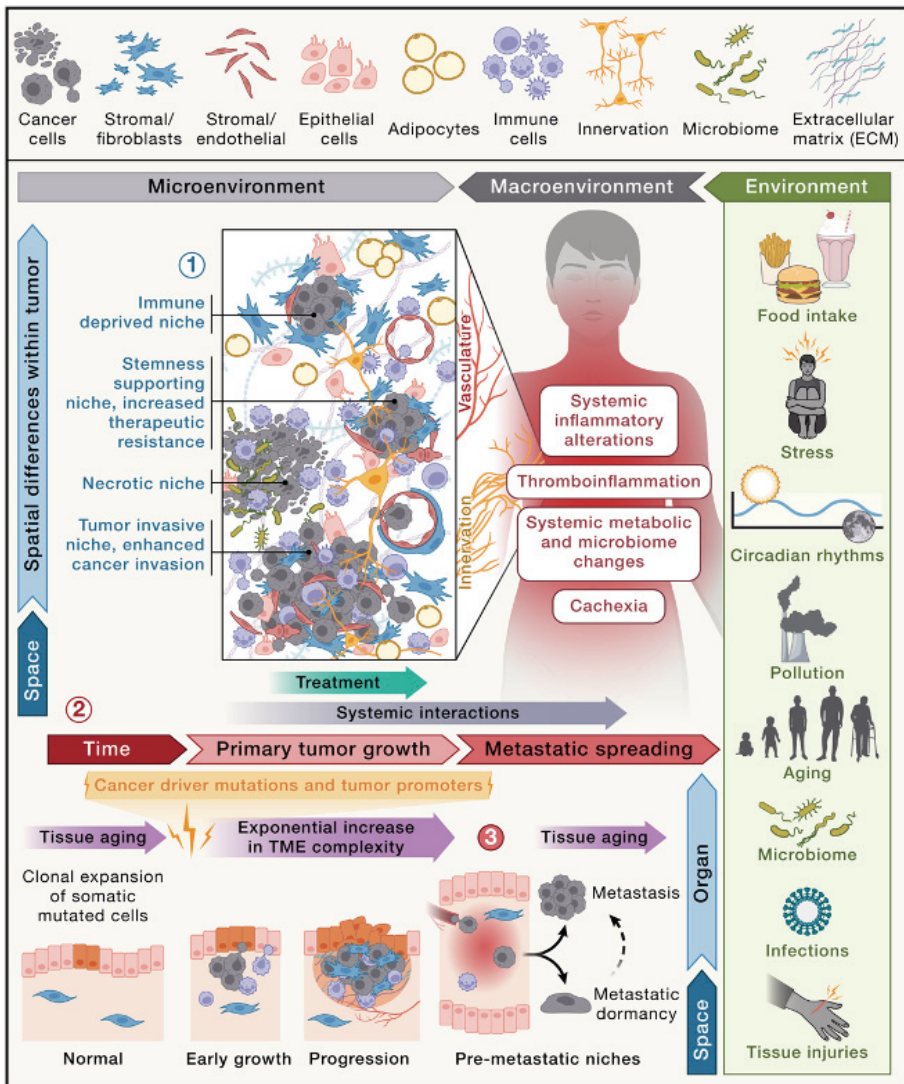 Cancer
cells
Stromal/
fibroblasts
Stromal/
endothelial
Epithelial
cells
Adipocytes
Immune
cells
Innervation
Microbiome
Extracellular
matrix (ECM)
Microenvironment
Macroenvironment
Environment
Spatial differences within tumor
Space
1
Immune
deprived niche
Stemness
supporting
niche, increased
therapeutic
resistance
Necrotic niche
Tumor invasive
niche, enhanced
cancer invasion
Vasculature
Innervation
Systemic
inflammatory
alterations
Thromboinflammation
Systemic metabolic
and microbiome
changes
Cachexia
Food intake
Stress
Circadian rhythms
Pollution
Aging
Microbiome
Infections
Tissue injuries
Treatment
Systemic interactions
2
Time
Primary tumor growth
Metastatic spreading
Cancer driver mutations and tumor promoters
Tissue aging
Exponential increase
in TME complexity
3
Tissue aging
Clonal expansion
of somatic
mutated cells
Metastasis
Metastatic
dormancy
Normal
Early growth
Progression
Pre-metastatic niches
Organ
Space